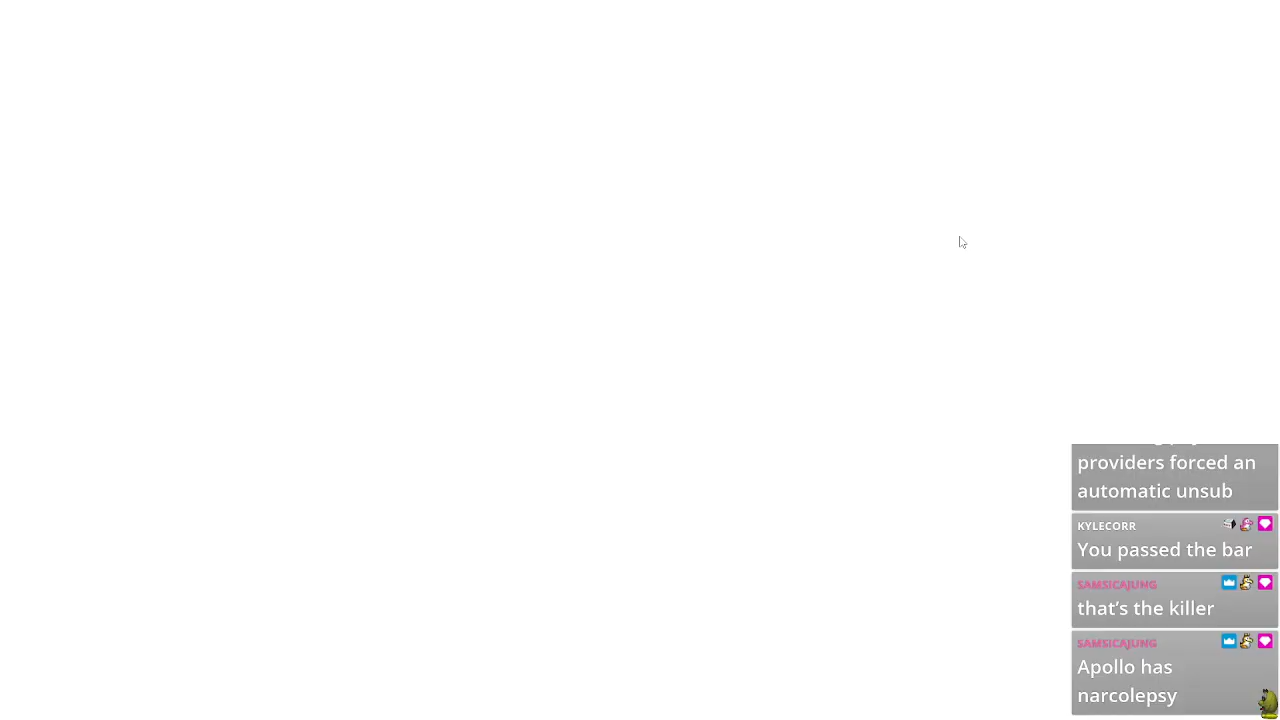 providers forced an
automatic unsub
KYLECORR
You passed the bar
SAMSICAJUNG
that's the killer
SAMSICAJUNG
Apollo has
narcolepsy